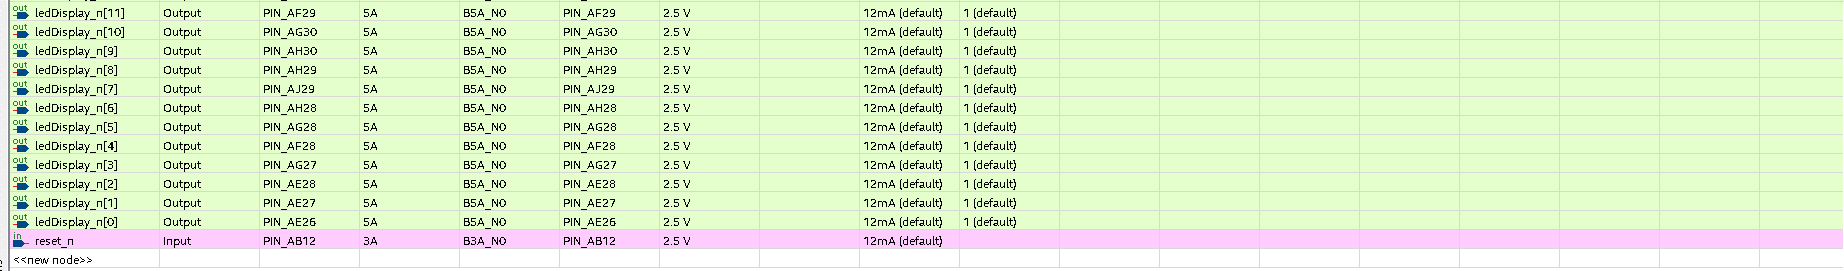 out ledDisplay_n[11] Output PIN_AF29 5A B5A_N0 PIN_AF29 2.5 V 12mA (default) 1 (default)
out ledDisplay_n[10] Output PIN_AG30 5A B5A_N0 PIN_AG30 2.5 V 12mA (default) 1 (default)
out ledDisplay_n[9] Output PIN_AH30 5A B5A_N0 PIN_AH30 2.5 V 12mA (default) 1 (default)
out ledDisplay_n[8] Output PIN_AH29 5A B5A_N0 PIN_AH29 2.5 V 12mA (default) 1 (default)
out ledDisplay_n[7] Output PIN_AJ29 5A B5A_N0 PIN_AJ29 2.5 V 12mA (default) 1 (default)
out ledDisplay_n[6] Output PIN_AH28 5A B5A_N0 PIN_AH28 2.5 V 12mA (default) 1 (default)
out ledDisplay_n[5] Output PIN_AG28 5A B5A_N0 PIN_AG28 2.5 V 12mA (default) 1 (default)
out ledDisplay_n[4] Output PIN_AF28 5A B5A_N0 PIN_AF28 2.5 V 12mA (default) 1 (default)
out ledDisplay_n[3] Output PIN_AG27 5A B5A_N0 PIN_AG27 2.5 V 12mA (default) 1 (default)
out ledDisplay_n[2] Output PIN_AE28 5A B5A_N0 PIN_AE28 2.5 V 12mA (default) 1 (default)
out ledDisplay_n[1] Output PIN_AE27 5A B5A_N0 PIN_AE27 2.5 V 12mA (default) 1 (default)
out ledDisplay_n[0] Output PIN_AE26 5A B5A_N0 PIN_AE26 2.5 V 12mA (default) 1 (default)
in reset_n Input PIN_AB12 3A B3A_N0 PIN_AB12 2.5 V 12mA (default)
<<new node>>